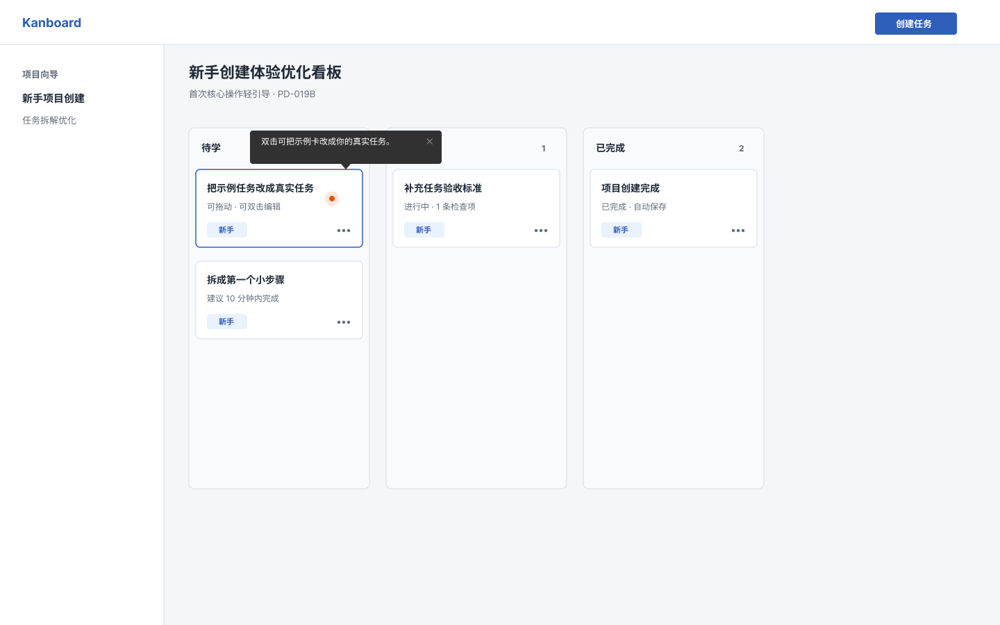 Kanboard
创建任务
项目向导
新手项目创建
任务拆解优化
新手创建体验优化看板
首次核心操作轻引导 · PD-019B
待学
双击可把示例卡改成你的真实任务。
1
已完成
2
把示例任务改成真实任务
可拖动 · 可双击编辑
新手
补充任务验收标准
进行中 · 1 条检查项
新手
项目创建完成
已完成 · 自动保存
新手
拆成第一个小步骤
建议 10 分钟内完成
新手